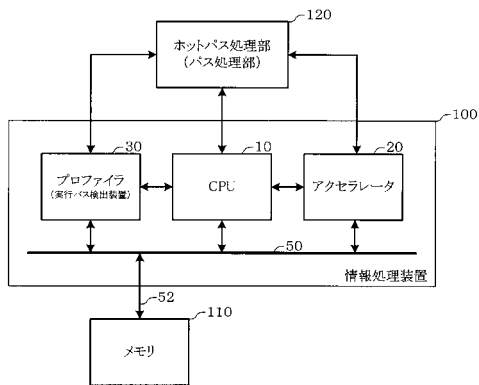 120
ホットパス処理部
(パス処理部)
100
30
プロファイラ
(実行パス検出装置)
10
CPU
20
アクセラレータ
50
情報処理装置
52
110
メモリ